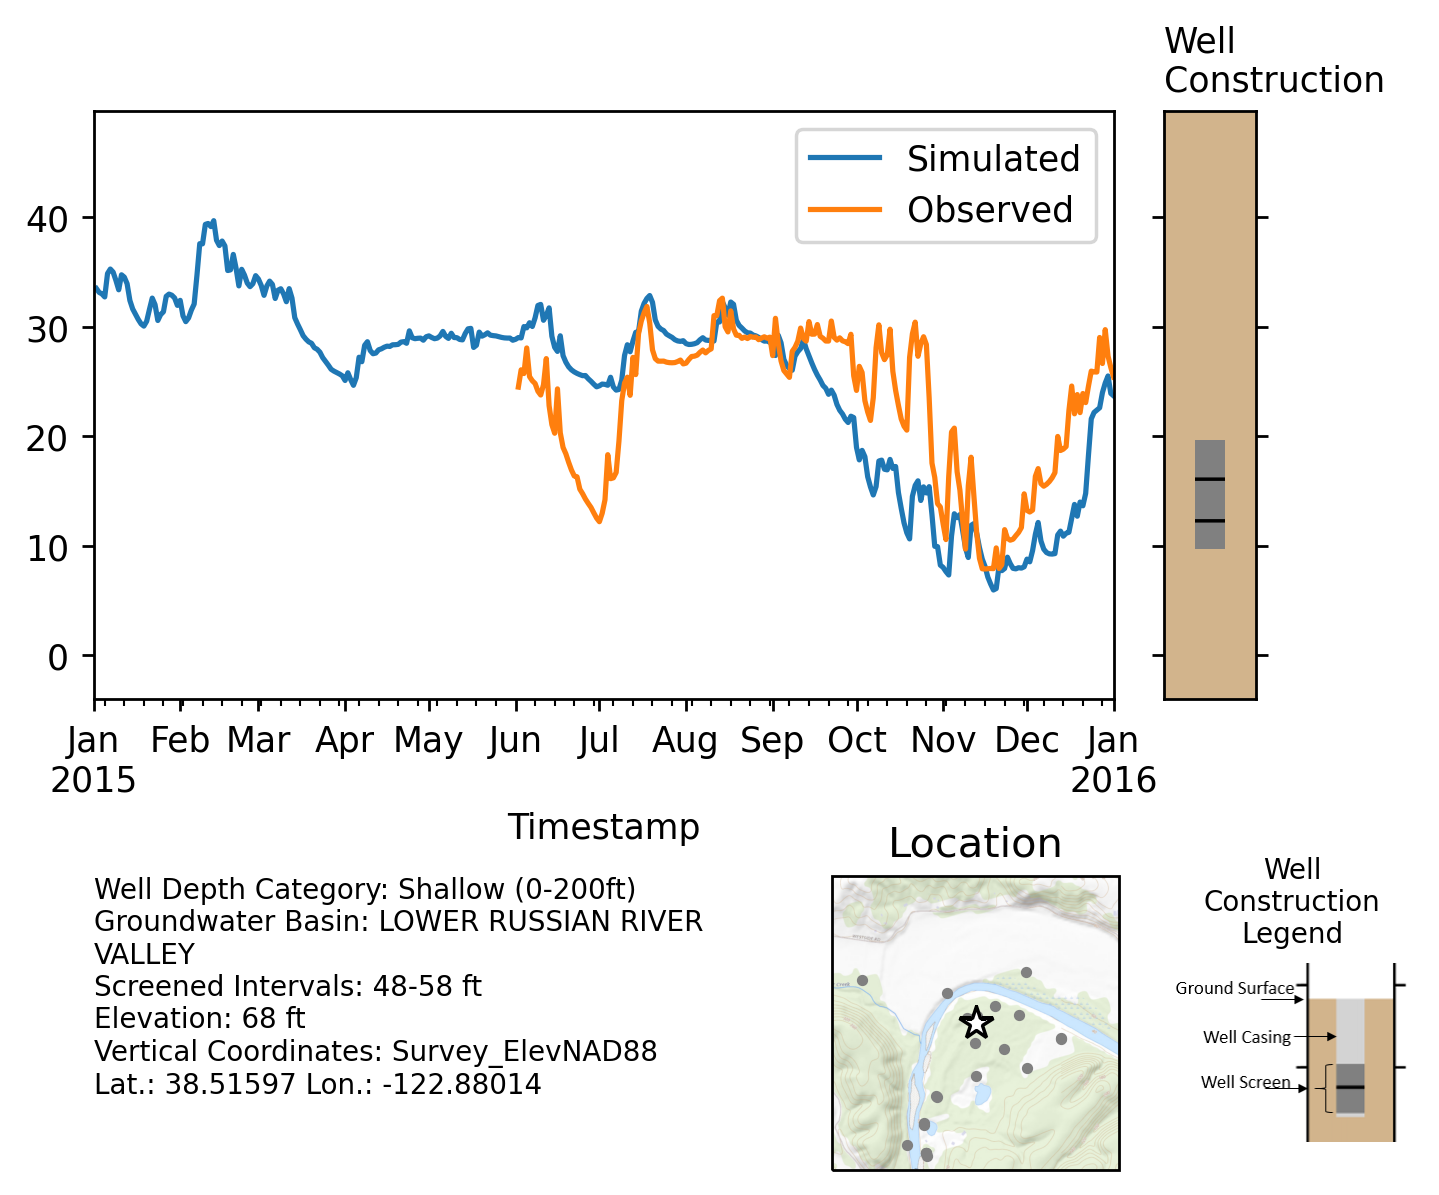 Well
Construction
Simulated
Observed
40
30
20
10
0
Jan
2015
Feb
Mar
Apr
May
Jun
Jul
Aug
Sep
Oct
Nov
Dec
Jan
2016
Timestamp
Well Depth Category: Shallow (0-200ft)
Groundwater Basin: LOWER RUSSIAN RIVER
VALLEY
Screened Intervals: 48-58 ft
Elevation: 68 ft
Vertical Coordinates: Survey_ElevNAD88
Lat.: 38.51597 Lon.: -122.88014
Location
Well
Construction
Legend
Ground Surface
Well Casing
Well Screen